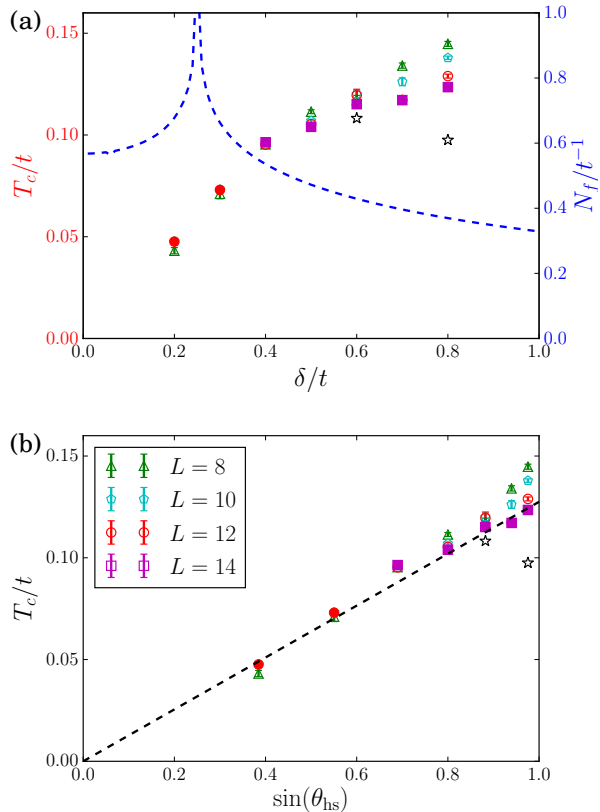 (a)
T_c/t
0.15
0.10
0.05
0.00
1.0
0.8
0.6
0.4
0.2
0.0
N_f/t^{-1}
0.0 0.2 0.4 0.6 0.8 1.0
δ/t
(b)
T_c/t
0.15
0.10
0.05
0.00
L = 8
L = 10
L = 12
L = 14
0.0 0.2 0.4 0.6 0.8 1.0
sin(θ_hs)